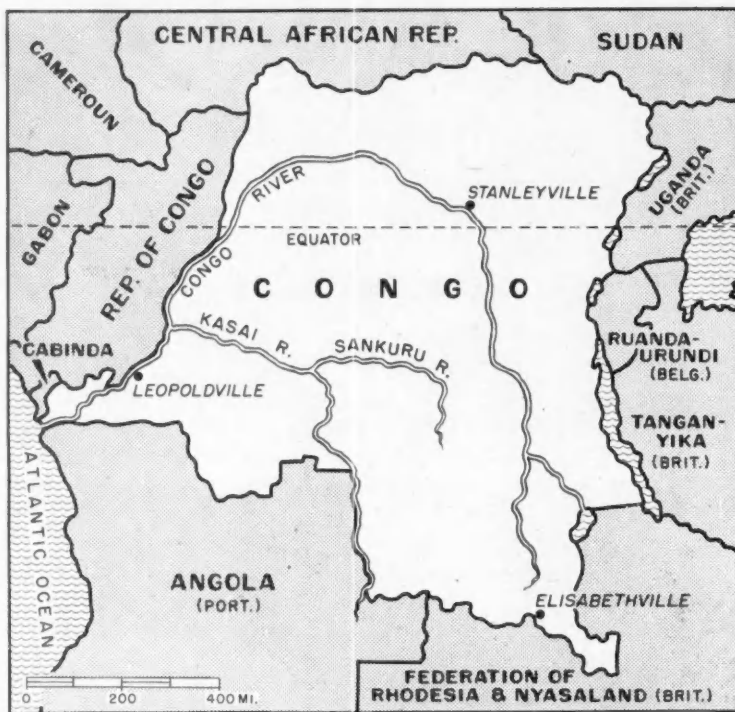 CENTRAL AFRICAN REP.
SUDAN
CAMEROUN
UGANDA
(BRIT.)
STANLEYVILLE
RIVER
GABON
REP. OF CONGO
EQUATOR
CONGO
CONGO
KASAI R.
SANKURU R.
CABINDA
LEOPOLDVILLE
RUANDA-
URUNDI
(BELG.)
TANGAN-
YIKA
(BRIT.)
ATLANTIC OCEAN
ANGOLA
(PORT.)
ELISABETHVILLE
0 200 400 MI.
FEDERATION OF
RHODESIA & NYASALAND (BRIT.)